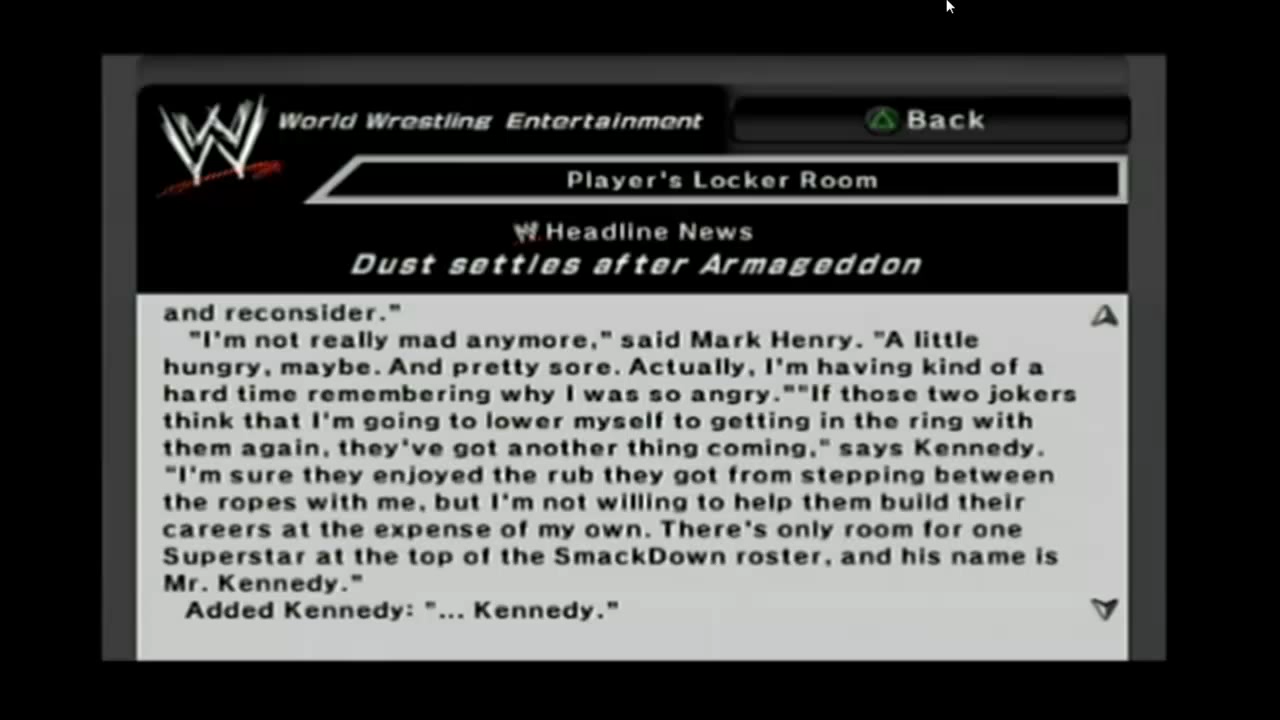 World Wrestling Entertainment
Back
Player's Locker Room
Headline News
Dust settles after Armageddon
and reconsider."
"I'm not really mad anymore," said Mark Henry. "A little
hungry, maybe. And pretty sore. Actually, I'm having kind of a
hard time remembering why I was so angry.""If those two jokers
think that I'm going to lower myself to getting in the ring with
them again, they've got another thing coming," says Kennedy.
"I'm sure they enjoyed the rub they got from stepping between
the ropes with me, but I'm not willing to help them build their
careers at the expense of my own. There's only room for one
Superstar at the top of the SmackDown roster, and his name is
Mr. Kennedy."
Added Kennedy: "... Kennedy."